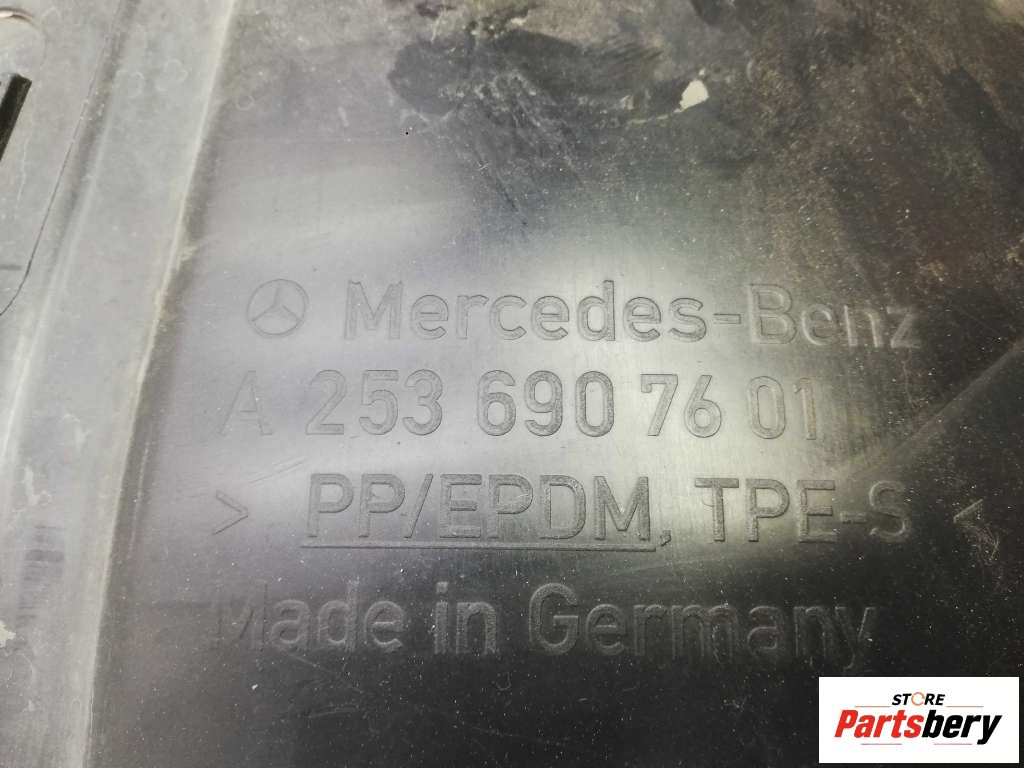 Mercedes-Benz
A 253 690 76 01
> PP/EPDM, TPE-S <
Made in Germany
STORE
Partsbery